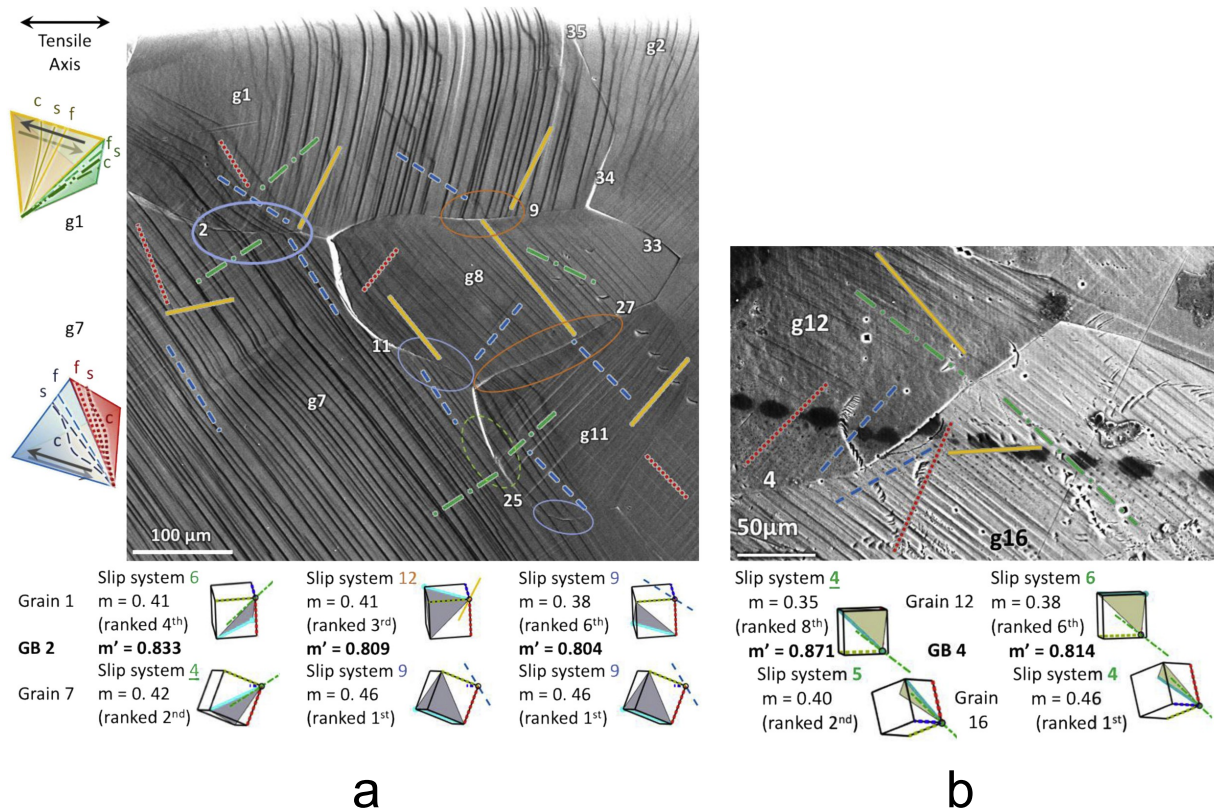 Tensile
Axis
c s f
f
s
c
g1
g7
f s
f
s
c
c
g1
35
g2
34
2
9
33
g8
27
11
g7
g11
25
100 µm
g12
4
g16
50µm
Slip system 6
m = 0. 41
(ranked 4th)
Slip system 12
m = 0. 41
(ranked 3rd)
Slip system 9
m = 0. 38
(ranked 6th)
Grain 1
GB 2
m’ = 0.833
m’ = 0.809
m’ = 0.804
Grain 7
Slip system 4
m = 0. 42
(ranked 2nd)
Slip system 9
m = 0. 46
(ranked 1st)
Slip system 9
m = 0. 46
(ranked 1st)
Slip system 4
m = 0.35
(ranked 8th)
m’ = 0.871
Grain 12
GB 4
Slip system 6
m = 0.38
(ranked 6th)
m’ = 0.814
Slip system 5
m = 0.40
(ranked 2nd)
Grain
16
Slip system 4
m = 0.46
(ranked 1st)
a
b